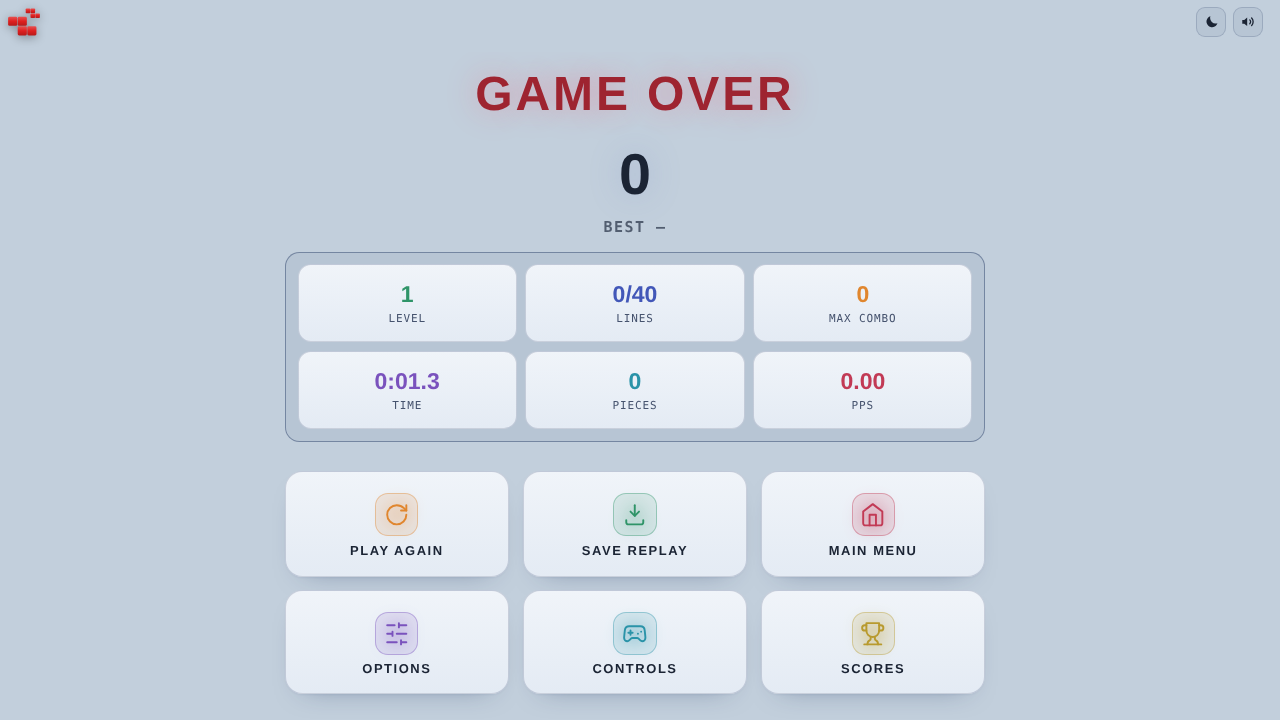 GAME OVER
0
BEST —
1
LEVEL
0/40
LINES
0
MAX COMBO
0:01.3
TIME
0
PIECES
0.00
PPS
PLAY AGAIN
SAVE REPLAY
MAIN MENU
OPTIONS
CONTROLS
SCORES